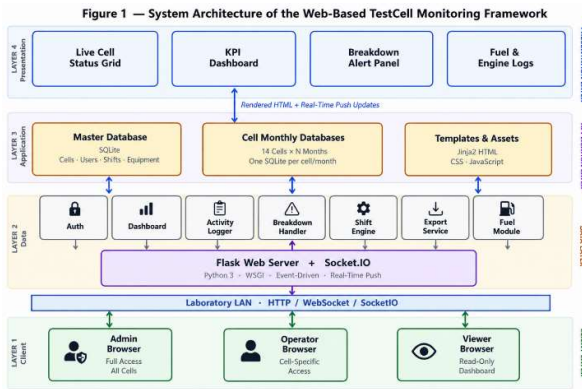 Figure 1 — System Architecture of the Web-Based TestCell Monitoring Framework
LAYER 4
Presentation
Live Cell
Status Grid
KPI
Dashboard
Breakdown
Alert Panel
Fuel &
Engine Logs
Rendered HTML + Real-Time Push Updates
LAYER 3
Application
Master Database
SQLite
Cells · Users · Shifts · Equipment
Cell Monthly Databases
14 Cells × N Months
One SQLite per cell/month
Templates & Assets
Jinja2 HTML
CSS · JavaScript
LAYER 2
Data
Auth
Dashboard
Activity
Logger
Breakdown
Handler
Shift
Engine
Export
Service
Fuel
Module
Flask Web Server + Socket.IO
Python 3 · WSGI · Event-Driven · Real-Time Push
Laboratory LAN · HTTP / WebSocket / SocketIO
LAYER 1
Client
Admin
Browser
Full Access
All Cells
Operator
Browser
Cell-Specific
Access
Viewer
Browser
Read-Only
Dashboard